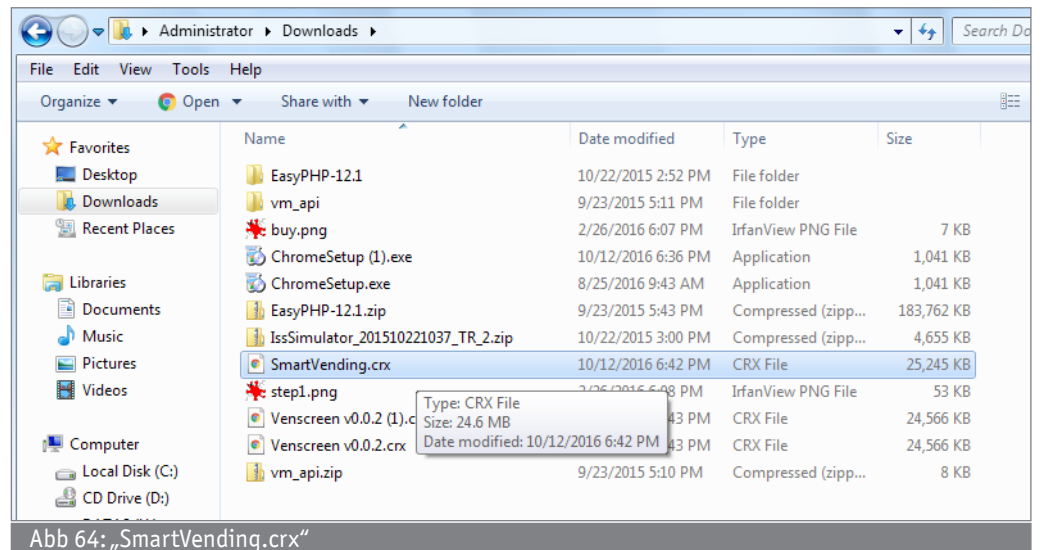 Administrator Downloads Search Do
File Edit View Tools Help
Organize Open Share with New folder
Favorites
Desktop
Downloads
Recent Places
Libraries
Documents
Music
Pictures
Videos
Computer
Local Disk (C:)
CD Drive (D:)
Name Date modified Type Size
EasyPHP-12.1 10/22/2015 2:52 PM File folder
vm_api 9/23/2015 5:11 PM File folder
buy.png 2/26/2016 6:07 PM IrfanView PNG File 7 KB
ChromeSetup (1).exe 10/12/2016 6:36 PM Application 1,041 KB
ChromeSetup.exe 8/25/2016 9:43 AM Application 1,041 KB
EasyPHP-12.1.zip 9/23/2015 5:43 PM Compressed (zipp... 183,762 KB
IssSimulator_201510221037_TR_2.zip 10/22/2015 3:00 PM Compressed (zipp... 4,655 KB
SmartVending.crx 10/12/2016 6:42 PM CRX File 25,245 KB
step1.png IrfanView PNG File 53 KB
Venscreen v0.0.2 (1).c 43 PM CRX File 24,566 KB
Venscreen v0.0.2.crx 43 PM CRX File 24,566 KB
vm_api.zip 9/23/2015 5:10 PM Compressed (zipp... 8 KB
Type: CRX File
Size: 24.6 MB
Date modified: 10/12/2016 6:42 PM
Abb 64: „SmartVending.crx“